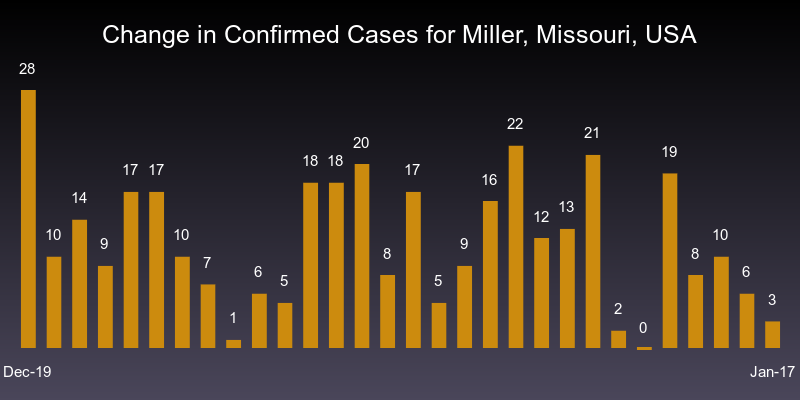 Change in Confirmed Cases for Miller, Missouri, USA
28 10 14 9 17 17 10 7 1 6 5 18 18 20 8 17 5 9 16 22 12 13 21 2 0 19 8 10 6 3
Dec-19 Jan-17